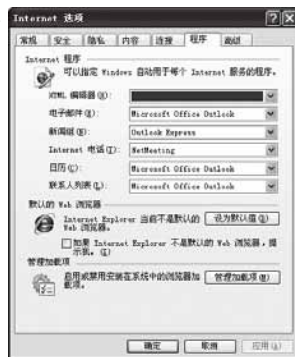 Internet 选项
常规 安全 隐私 内容 连接 程序 高级
Internet 程序
可以指定 Windows 自动用于每个 Internet 服务的程序。
HTML 编辑器(H):
电子邮件(E): Microsoft Office Outlook
新闻组(N): Outlook Express
Internet 电话(T): NetMeeting
日历(C): Microsoft Office Outlook
联系人列表(L): Microsoft Office Outlook
默认的 Web 浏览器
Internet Explorer 当前不是默认的 Web 浏览器。
设为默认值(D)
如果 Internet Explorer 不是默认的 Web 浏览器，提示我。(I)
管理加载项
启用或禁用安装在系统中的浏览器加载项。
管理加载项(M)
确定 取消 应用(A)